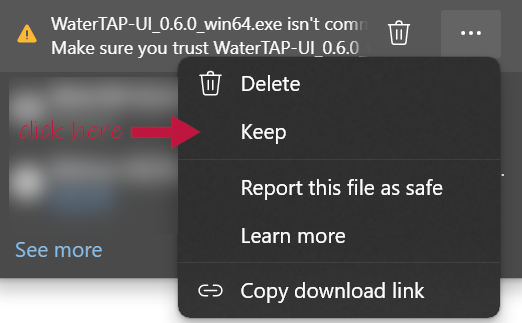 WaterTAP-UI_0.6.0_win64.exe isn't com
Make sure you trust WaterTAP-UI_0.6.0_
Delete
click here
Keep
Report this file as safe
See more
Learn more
Copy download link